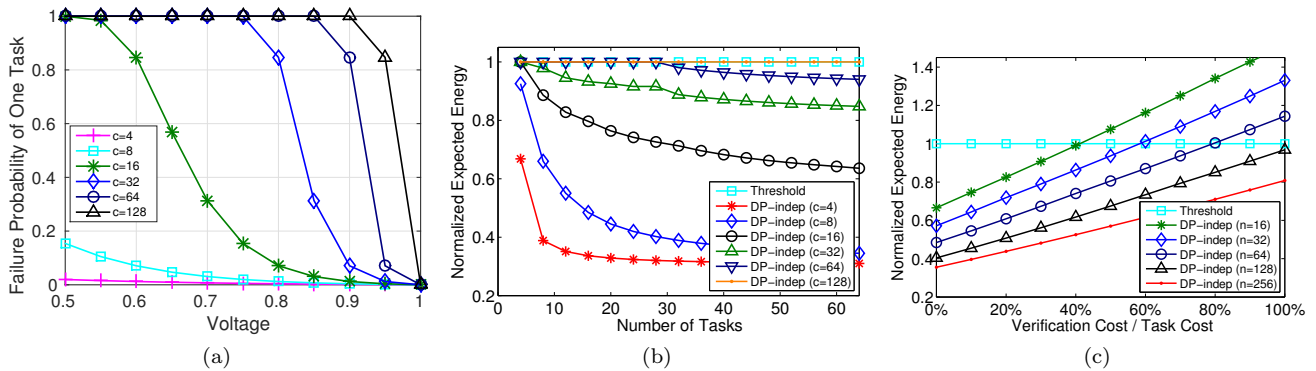 Failure Probability of One Task
1
0.8
0.6
0.4
0.2
0
0.5
0.6
0.7
0.8
0.9
1
c=4
c=8
c=16
c=32
c=64
c=128
Voltage
(a)
Normalized Expected Energy
1
0.8
0.6
0.4
0.2
0
10
20
30
40
50
60
Threshold
DP−indep (c=4)
DP−indep (c=8)
DP−indep (c=16)
DP−indep (c=32)
DP−indep (c=64)
DP−indep (c=128)
Number of Tasks
(b)
Normalized Expected Energy
1.4
1.2
1
0.8
0.6
0.4
0.2
0%
20%
40%
60%
80%
100%
Threshold
DP−indep (n=16)
DP−indep (n=32)
DP−indep (n=64)
DP−indep (n=128)
DP−indep (n=256)
Verification Cost / Task Cost
(c)